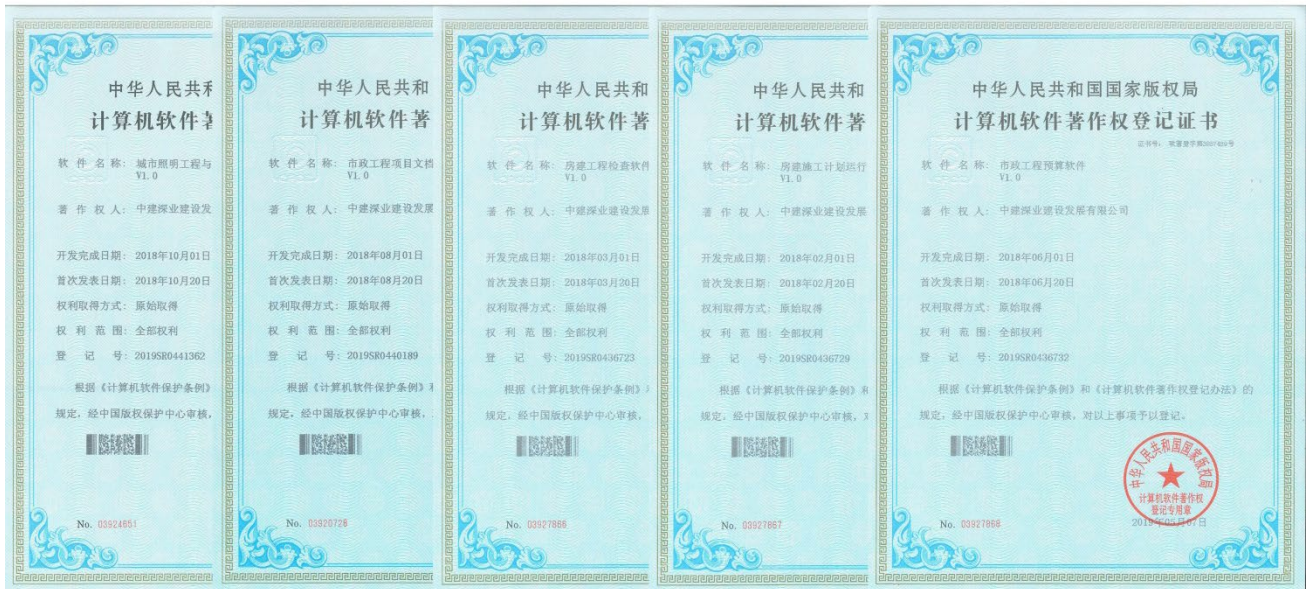 中华人民共和
计算机软件著
软件名称: 城市照明工程与
V1.0
著作权人: 中建深业建设发
开发完成日期: 2018年10月01日
首次发表日期: 2018年10月20日
权利取得方式: 原始取得
权利范围: 全部权利
登记号: 2019SR0441362
根据《计算机软件保护条例》
规定,经中国版权保护中心审核,
No. 03924651
中华人民共和
计算机软件著
软件名称: 市政工程项目文档
V1.0
著作权人: 中建深业建设发展
开发完成日期: 2018年08月01日
首次发表日期: 2018年08月20日
权利取得方式: 原始取得
权利范围: 全部权利
登记号: 2019SR0440189
根据《计算机软件保护条例》和
规定,经中国版权保护中心审核,
No. 03920728
中华人民共和
计算机软件著
软件名称: 房建工程检查软件
V1.0
著作权人: 中建深业建设发展
开发完成日期: 2018年03月01日
首次发表日期: 2018年03月20日
权利取得方式: 原始取得
权利范围: 全部权利
登记号: 2019SR0436723
根据《计算机软件保护条例》
规定,经中国版权保护中心审核,
No. 03927866
中华人民共和
计算机软件著
软件名称: 房建施工计划运行
V1.0
著作权人: 中建深业建设发展
开发完成日期: 2018年02月01日
首次发表日期: 2018年02月20日
权利取得方式: 原始取得
权利范围: 全部权利
登记号: 2019SR0436729
根据《计算机软件保护条例》和
规定,经中国版权保护中心审核,对
No. 03927867
中华人民共和国国家版权局
计算机软件著作权登记证书
软件名称: 市政工程预算软件
V1.0
著作权人: 中建深业建设发展有限公司
开发完成日期: 2018年06月01日
首次发表日期: 2018年06月20日
权利取得方式: 原始取得
权利范围: 全部权利
登记号: 2019SR0436732
根据《计算机软件保护条例》和《计算机软件著作权登记办法》的
规定,经中国版权保护中心审核,对以上事项予以登记。
中华人民共和国国家版权局
计算机软件著作权
登记专用章
No. 03927868
2019年05月07日